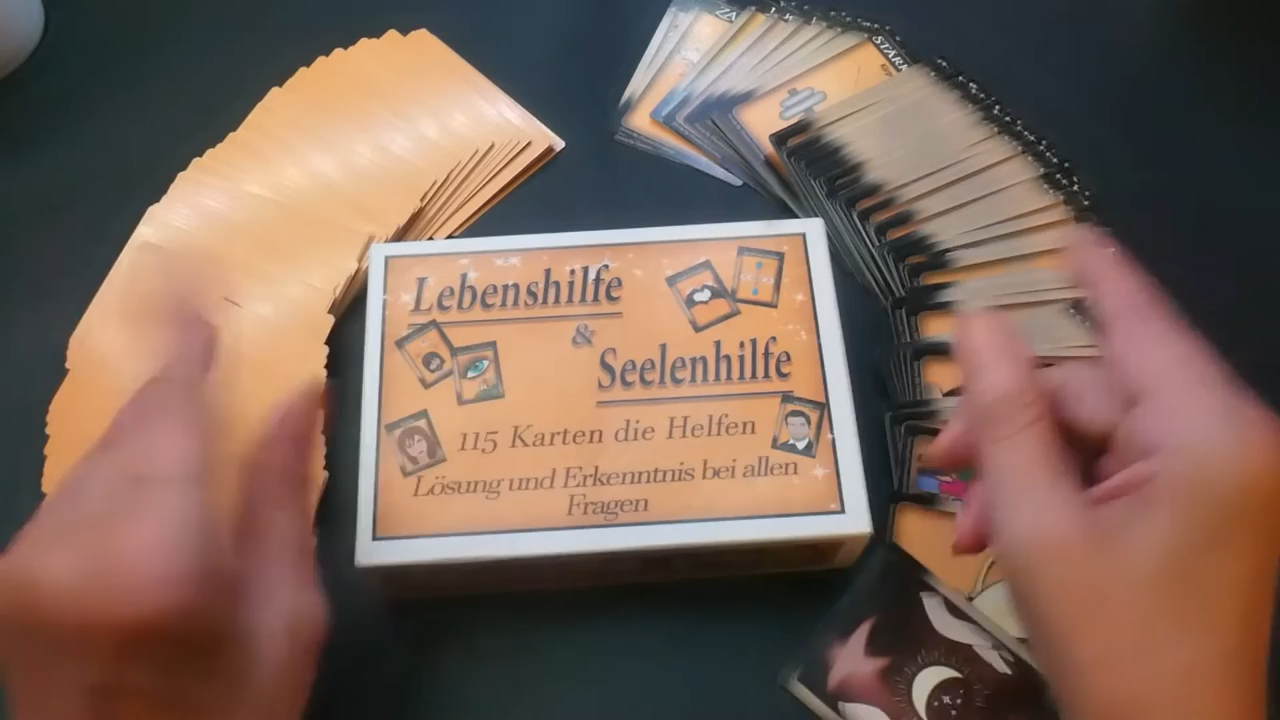 Lebenshilfe
&
Seelenhilfe
115 Karten die Helfen
Lösung und Erkenntnis bei allen
Fragen